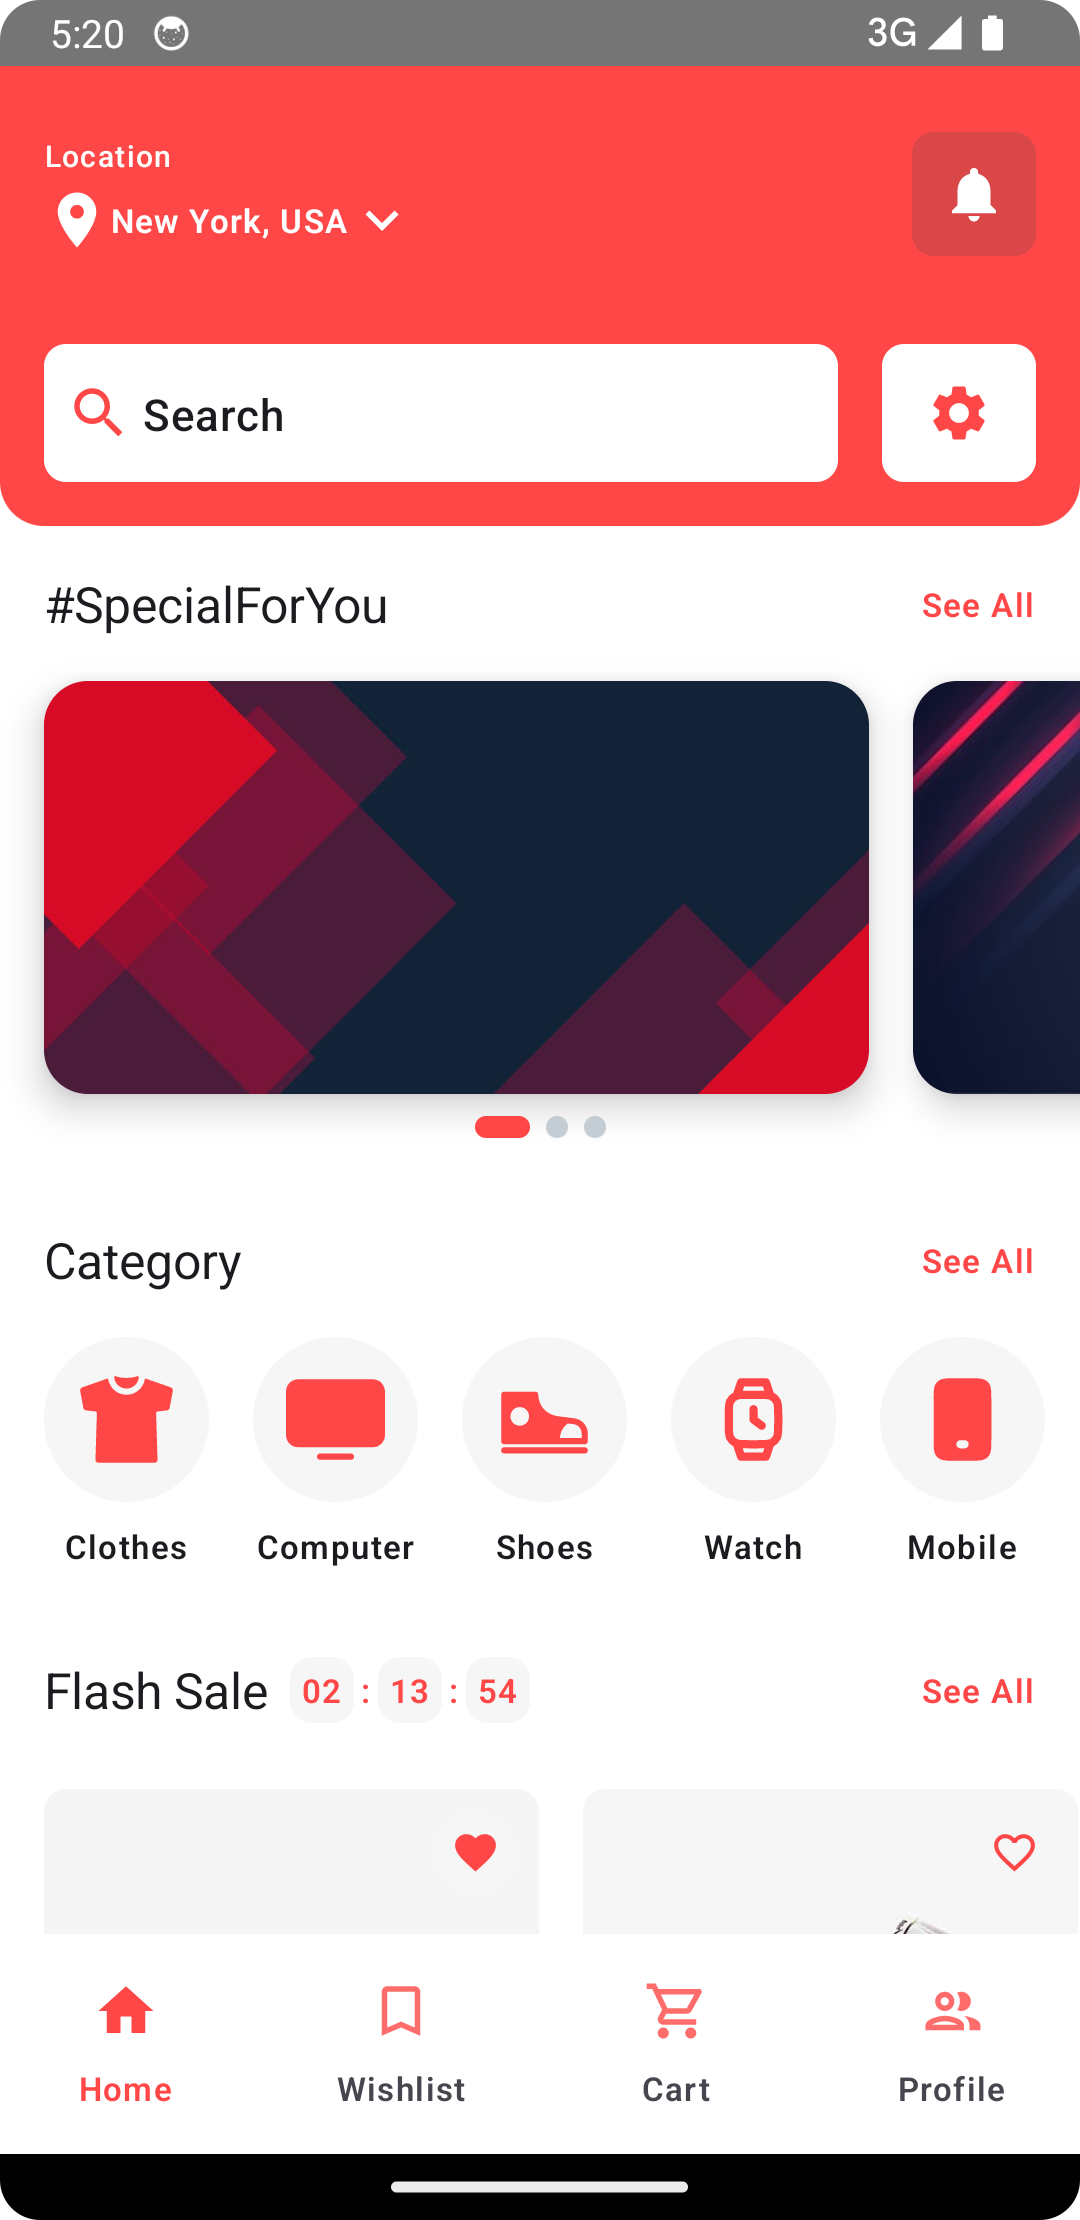 5:20
3G
Location
New York, USA
Search
#SpecialForYou
See All
Category
See All
Clothes
Computer
Shoes
Watch
Mobile
Flash Sale 02 : 13 : 54
See All
Home
Wishlist
Cart
Profile